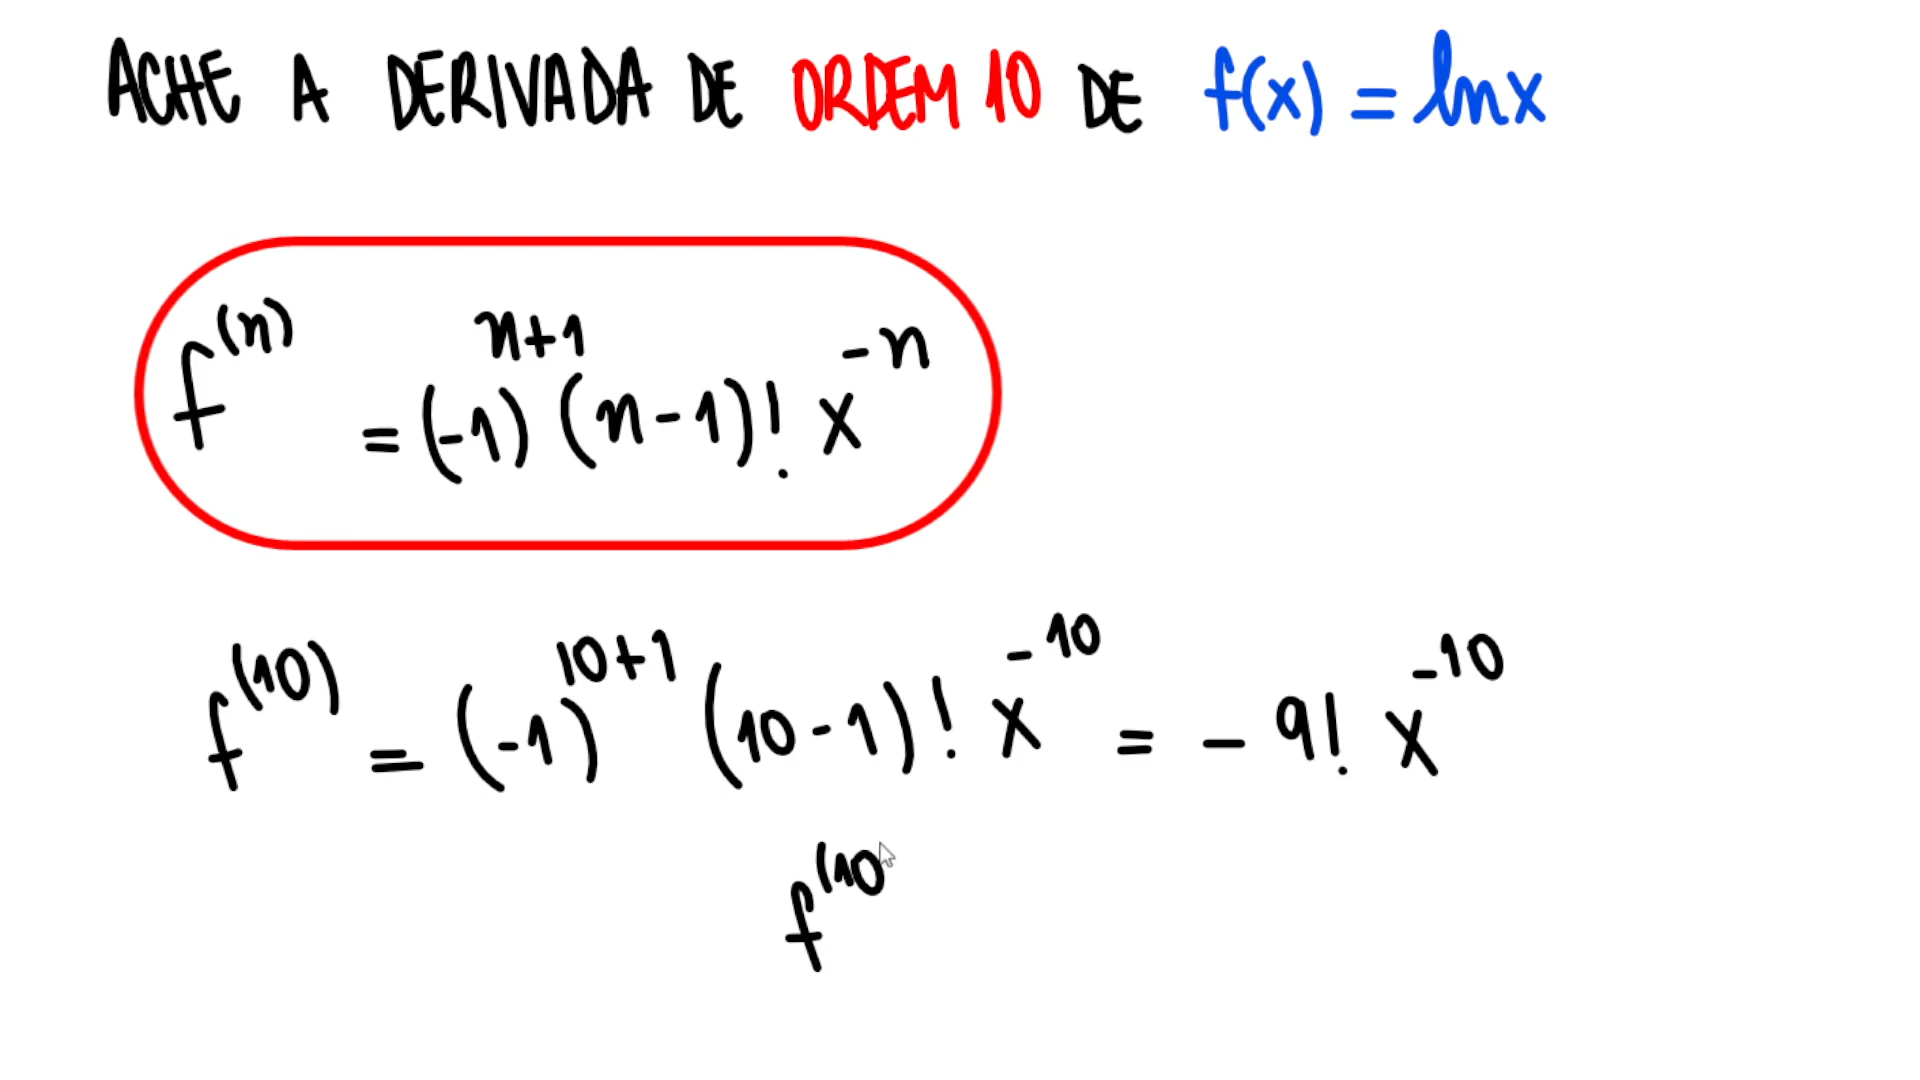 ACHE A DERIVADA DE ORDEM 10 DE f(x) = ln x
f^(n) = (-1)^n+1 (n-1)! x^-n
f^(10) = (-1)^10+1 (10-1)! x^-10 = - 9! x^-10
f^(10